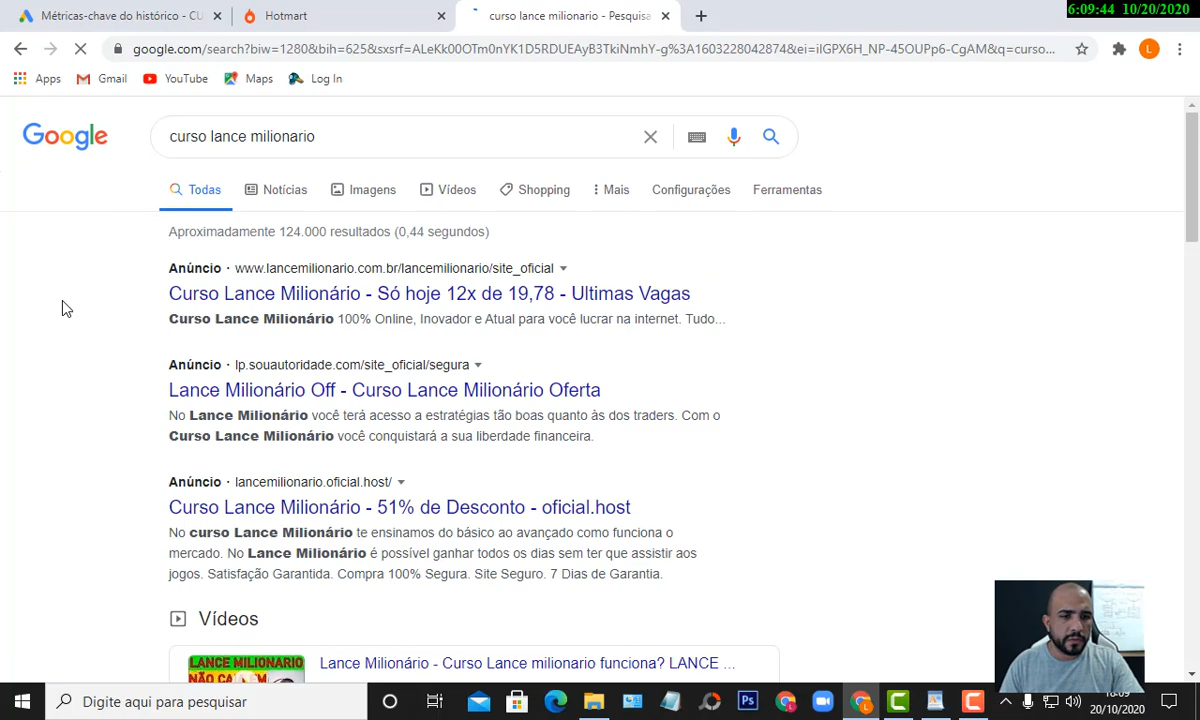 6:09:44 10/20/2020
Métricas-chave do histórico - CU
Hotmart
curso lance milionario - Pesquisa
google.com/search?biw=1280&bih=625&sxsrf=ALeKk00OTm0nYK1D5RDUEAyB3TkiNmhY-g%3A1603228042874&ei=ilGPX6H_NP-45OUPp6-CgAM&q=curso...
L
Apps
Gmail
YouTube
Maps
Log In
Google
curso lance milionario
Todas
Notícias
Imagens
Vídeos
Shopping
Mais
Configurações
Ferramentas
Aproximadamente 124.000 resultados (0,44 segundos)
Anúncio · www.lancemilionario.com.br/lancemilionario/site_oficial
Curso Lance Milionário - Só hoje 12x de 19,78 - Ultimas Vagas
Curso Lance Milionário 100% Online, Inovador e Atual para você lucrar na internet. Tudo...
Anúncio · lp.souautoridade.com/site_oficial/segura
Lance Milionário Off - Curso Lance Milionário Oferta
No Lance Milionário você terá acesso a estratégias tão boas quanto às dos traders. Com o
Curso Lance Milionário você conquistará a sua liberdade financeira.
Anúncio · lancemilionario.oficial.host/
Curso Lance Milionário - 51% de Desconto - oficial.host
No curso Lance Milionário te ensinamos do básico ao avançado como funciona o
mercado. No Lance Milionário é possível ganhar todos os dias sem ter que assistir aos
jogos. Satisfação Garantida. Compra 100% Segura. Site Seguro. 7 Dias de Garantia.
Vídeos
LANCE MILIONARIO
Lance Milionário - Curso Lance milionario funciona? LANCE ...
Digite aqui para pesquisar
Ps
18:09
20/10/2020